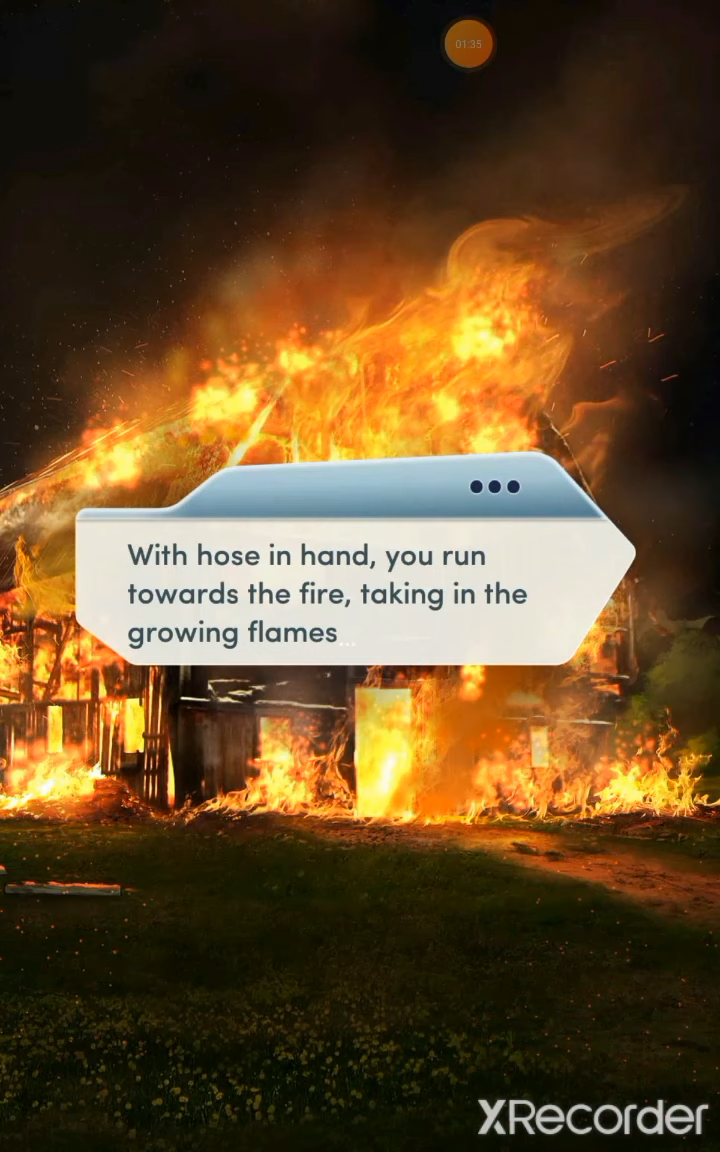 01:35
With hose in hand, you run
towards the fire, taking in the
growing flames...
XRecorder